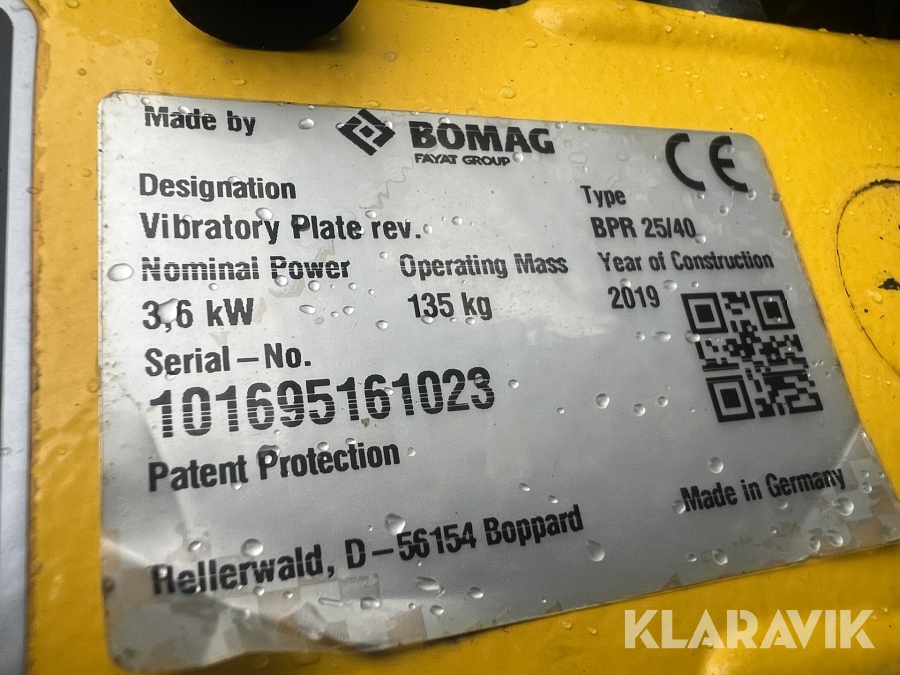 Made by BOMAG
FAYAT GROUP
CE
Designation Type
Vibratory Plate rev. BPR 25/40
Nominal Power Operating Mass Year of Construction
3,6 kW 135 kg 2019
Serial-No.
101695161023
Patent Protection
Made in Germany
Hellerwald, D-56154 Boppard
KLARAVIK